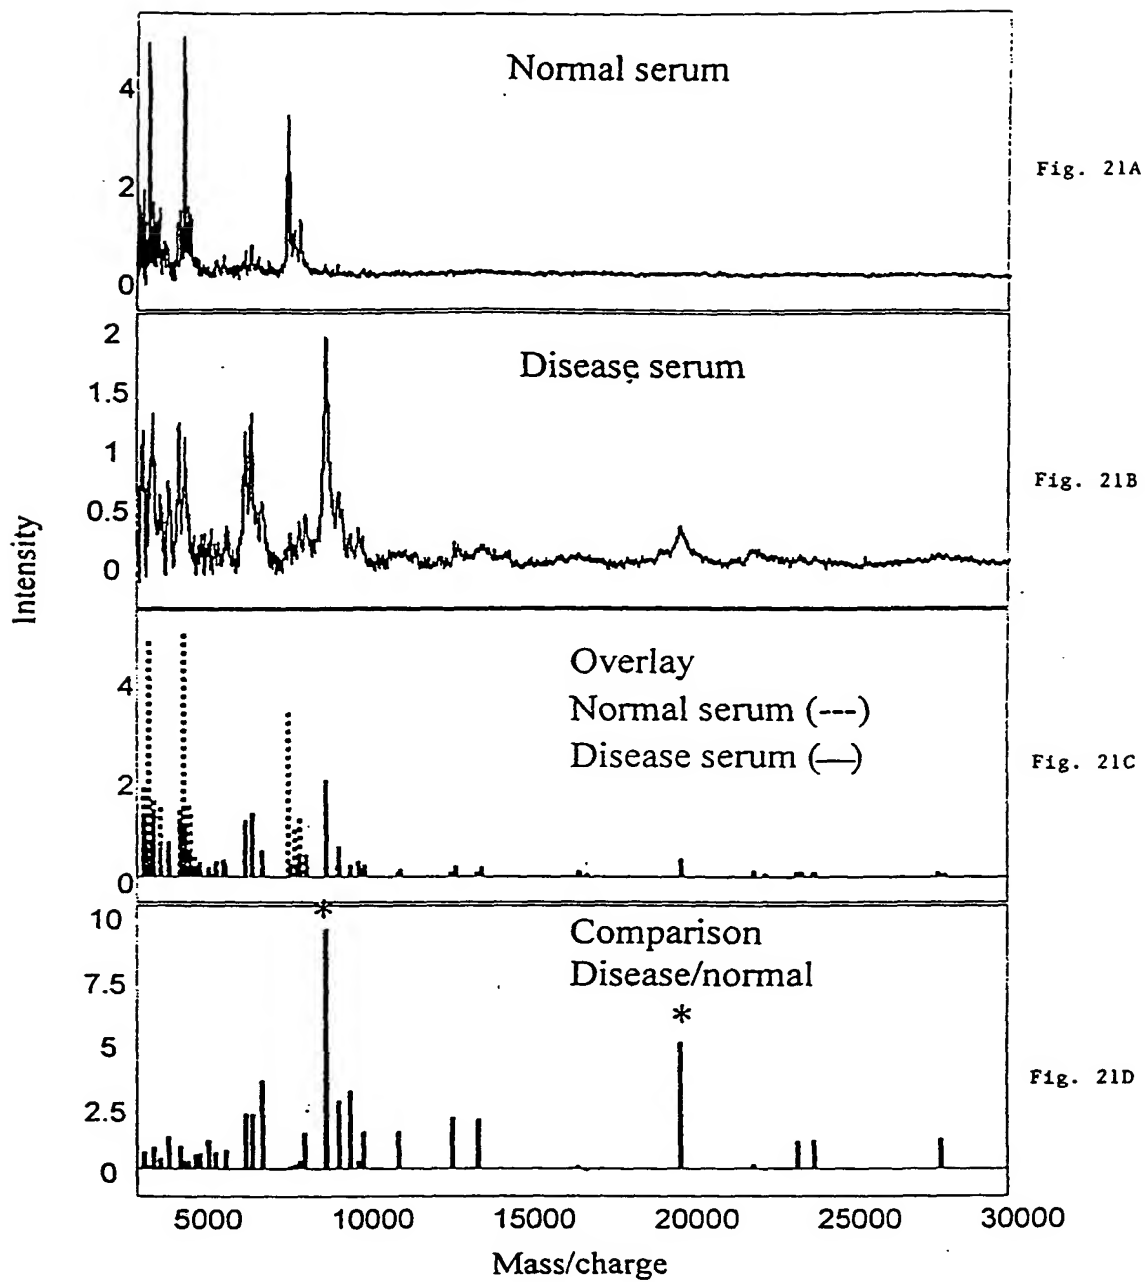 Normal serum
4
2
0
Fig. 21A
Disease serum
2
1.5
1
0.5
0
Fig. 21B
Intensity
Overlay
Normal serum (---)
Disease serum (—)
4
2
0
Fig. 21C
*
Comparison
Disease/normal
*
10
7.5
5
2.5
0
Fig. 21D
5000 10000 15000 20000 25000 30000
Mass/charge